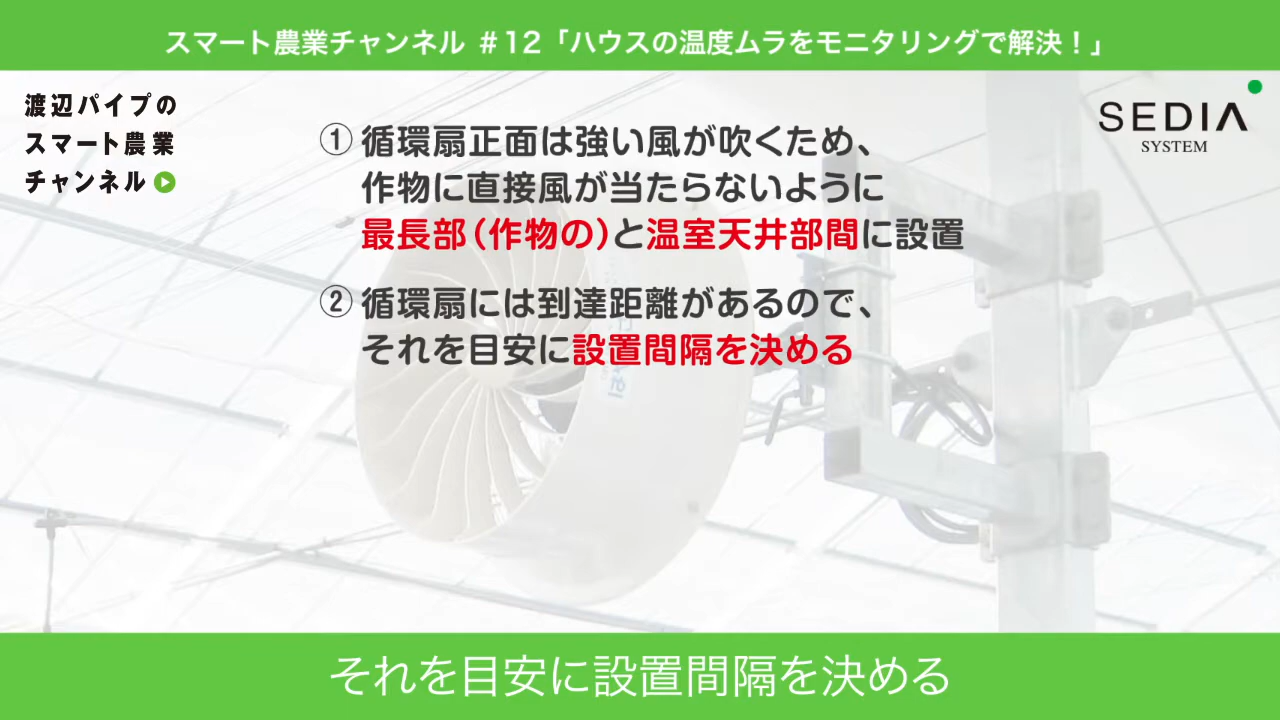 スマート農業チャンネル #12「ハウスの温度ムラをモニタリングで解決！」
渡辺パイプの
スマート農業
チャンネル
SEDIA
SYSTEM
① 循環扇正面は強い風が吹くため、
作物に直接風が当たらないように
最長部（作物の）と温室天井部間に設置
② 循環扇には到達距離があるので、
それを目安に設置間隔を決める
それを目安に設置間隔を決める